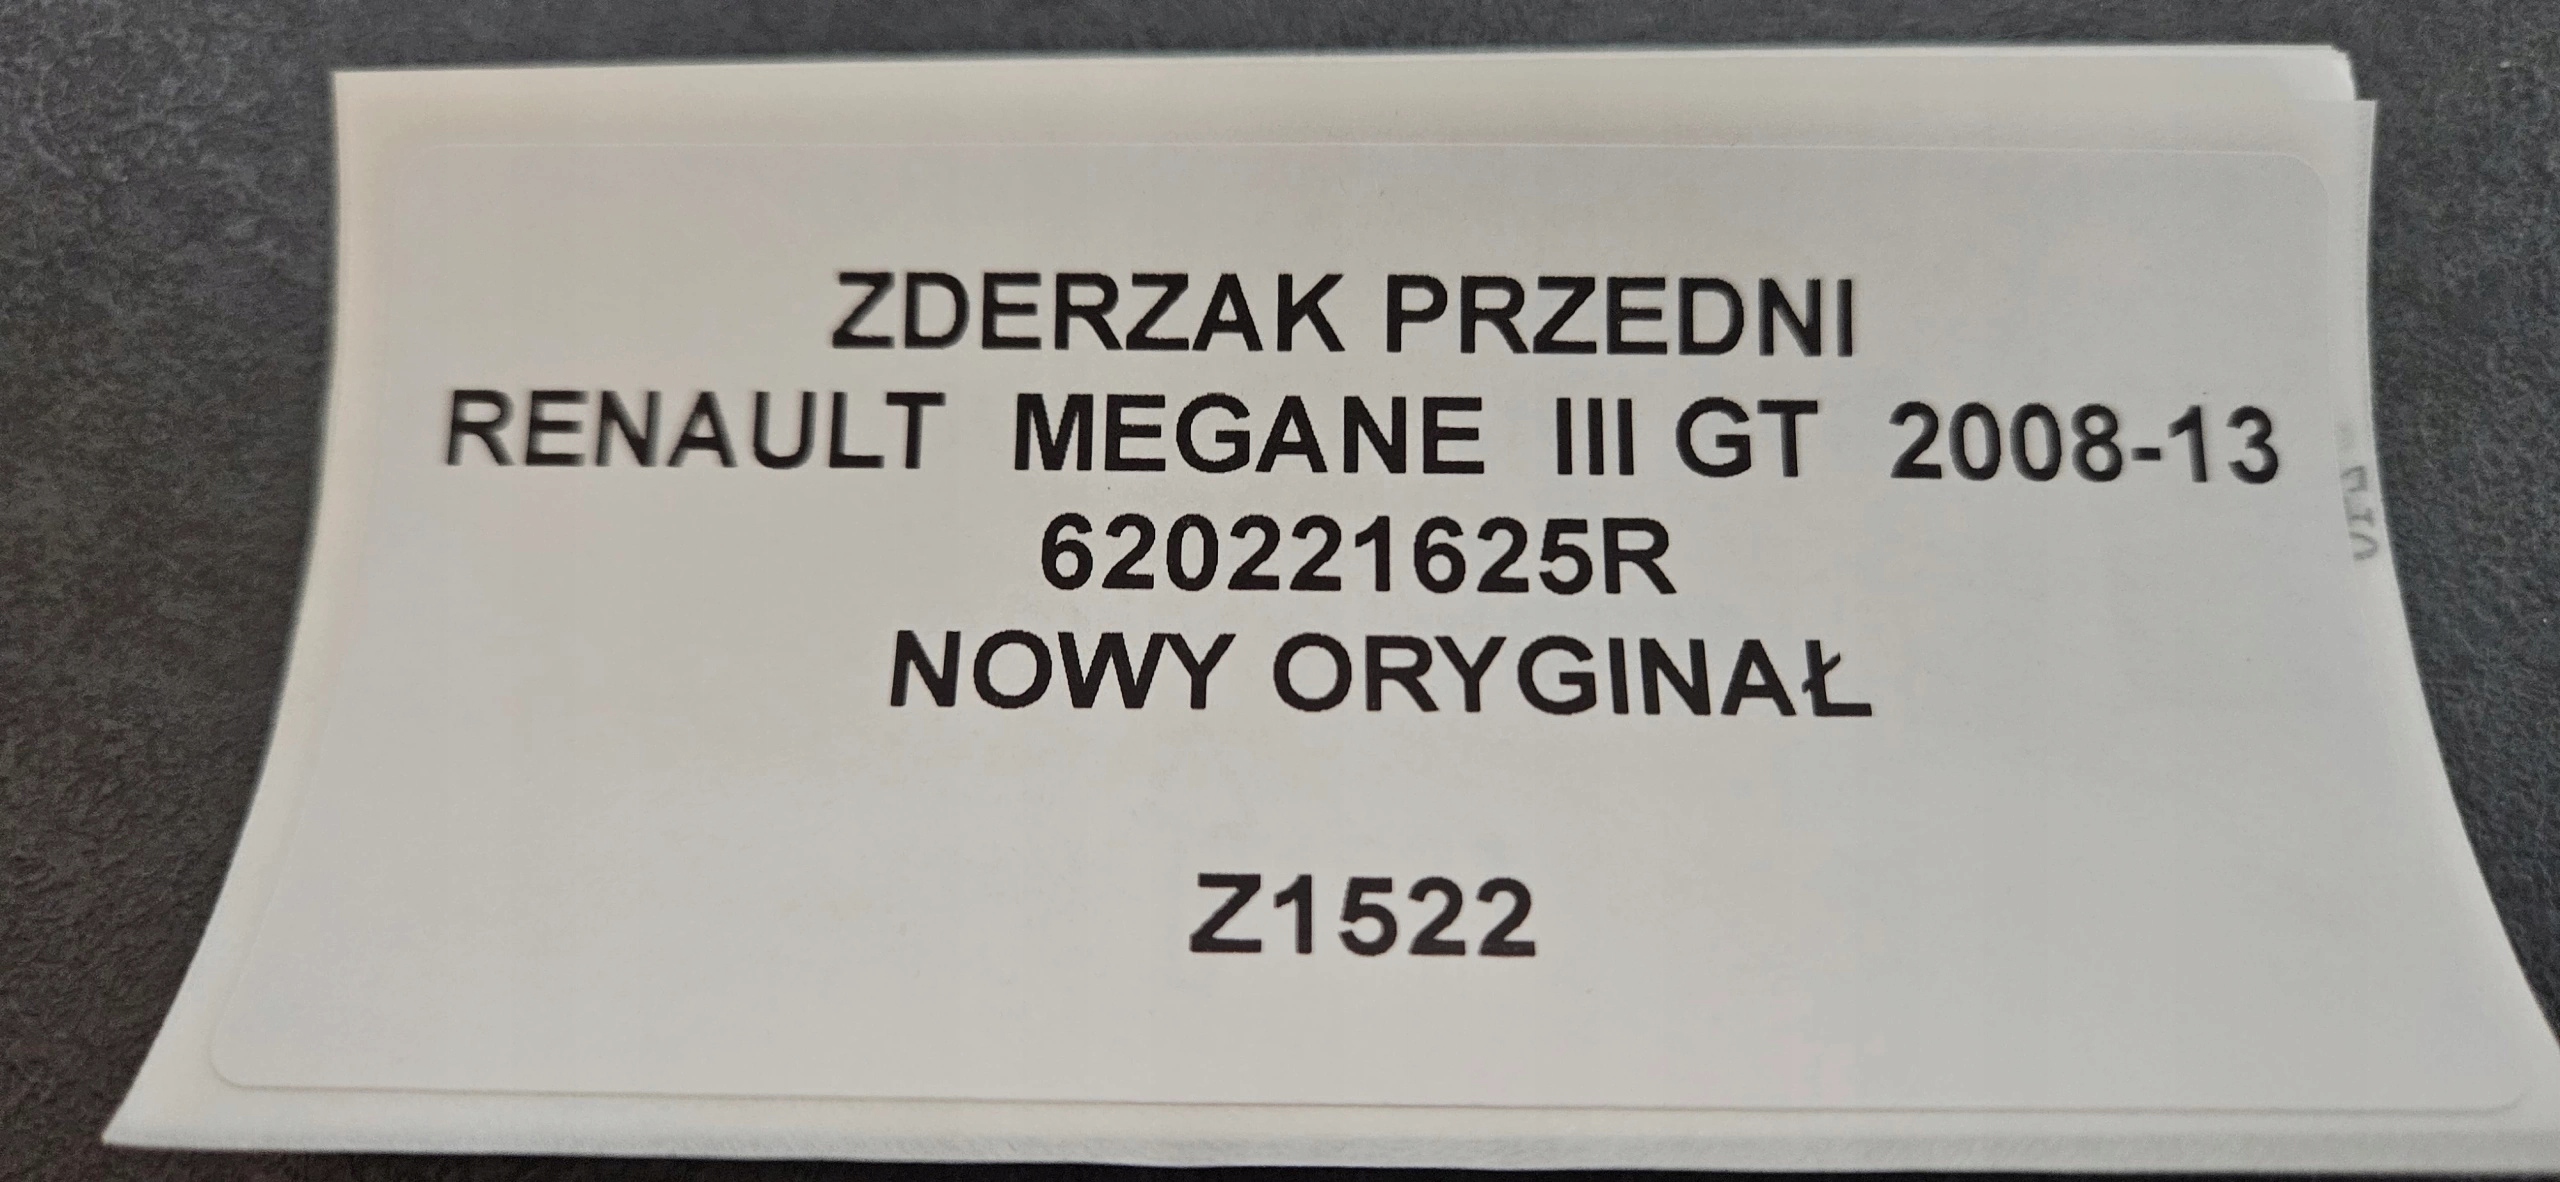 ZDERZAK PRZEDNI
RENAULT MEGANE III GT 2008-13
620221625R
NOWY ORYGINAŁ
Z1522